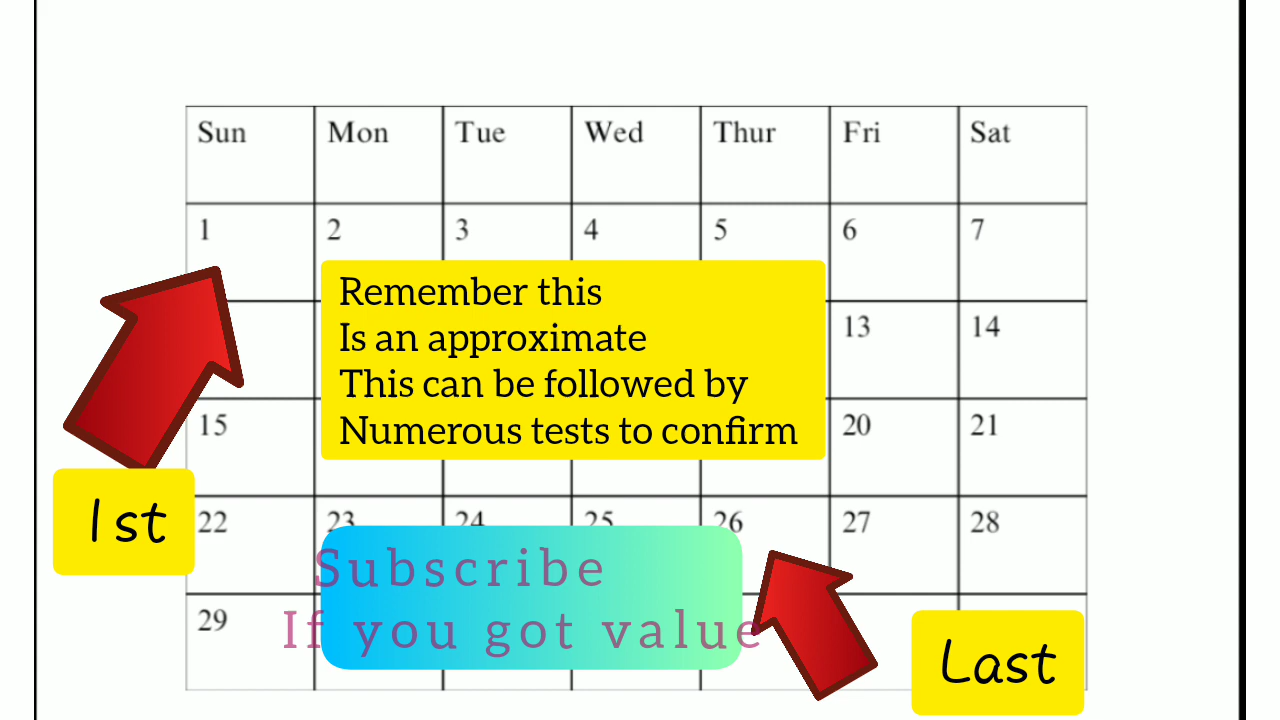 Sun Mon Tue Wed Thur Fri Sat
1 2 3 4 5 6 7
Remember this
Is an approximate
This can be followed by
Numerous tests to confirm
13 14
15 20 21
1st
22 23 24 25 26 27 28
Subscribe
If you got value
29
Last